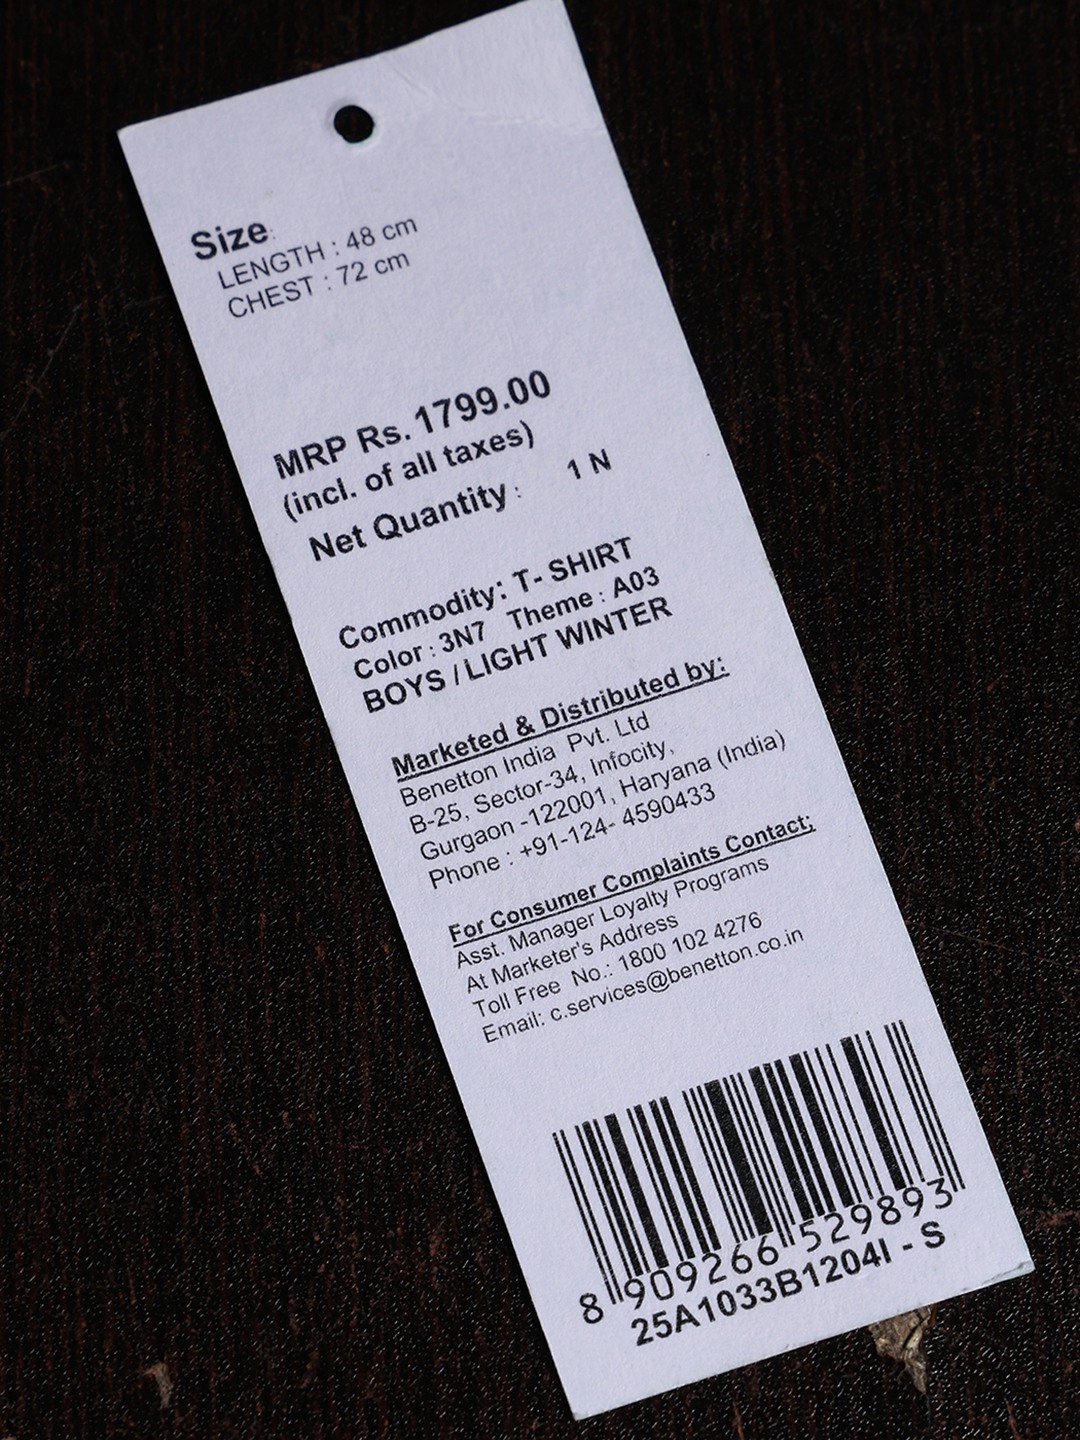 Size:
LENGTH : 48 cm
CHEST : 72 cm
MRP Rs. 1799.00
(incl. of all taxes)
Net Quantity : 1 N
Commodity: T- SHIRT
Color : 3N7 Theme : A03
BOYS / LIGHT WINTER
Marketed & Distributed by:
Benetton India Pvt. Ltd
B-25, Sector-34, Infocity,
Gurgaon -122001, Haryana (India)
Phone : +91-124- 4590433
For Consumer Complaints Contact;
Asst. Manager Loyalty Programs
At Marketer's Address
Toll Free No.: 1800 102 4276
Email: c.services@benetton.co.in
8 909266 529893
25A1033B1204I - S